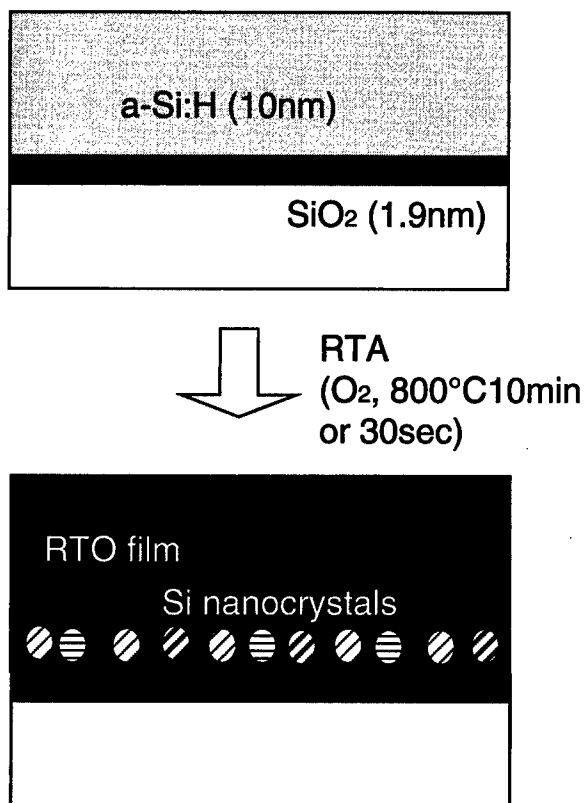 a-Si:H (10nm)
SiO₂ (1.9nm)
RTA
(O₂, 800°C10min
or 30sec)
RTO film
Si nanocrystals